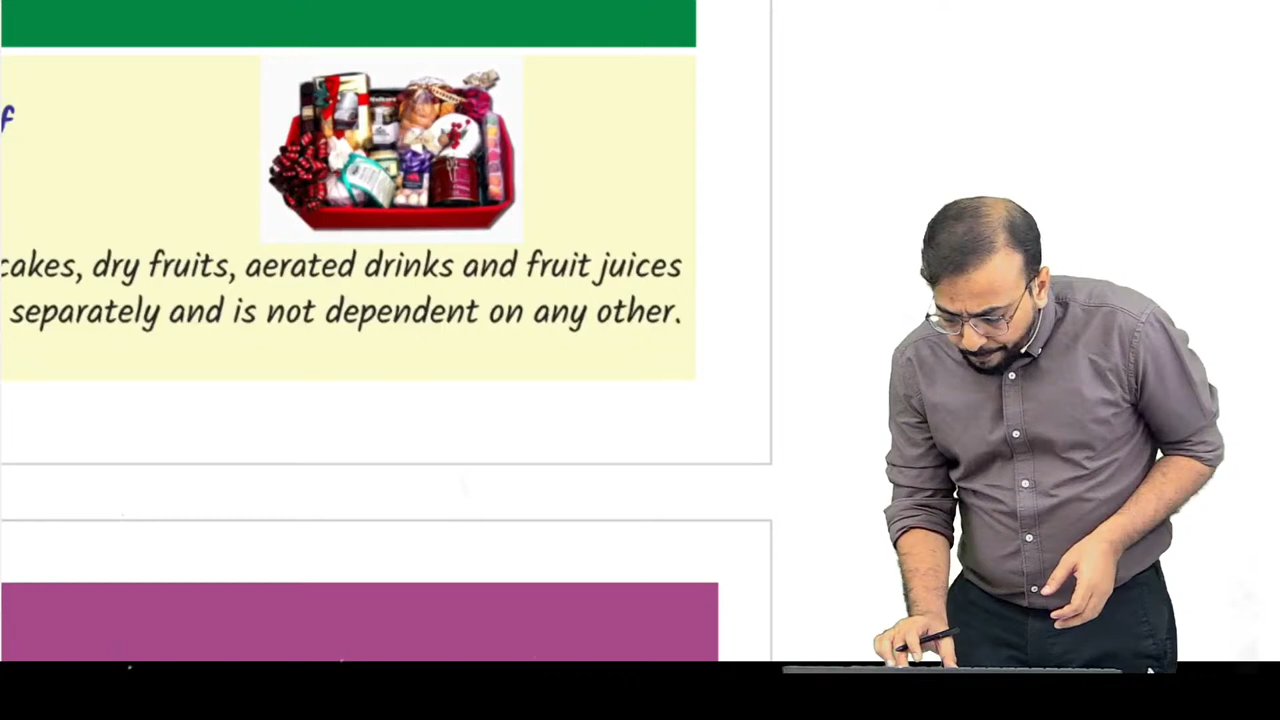 f
cakes, dry fruits, aerated drinks and fruit juices
separately and is not dependent on any other.